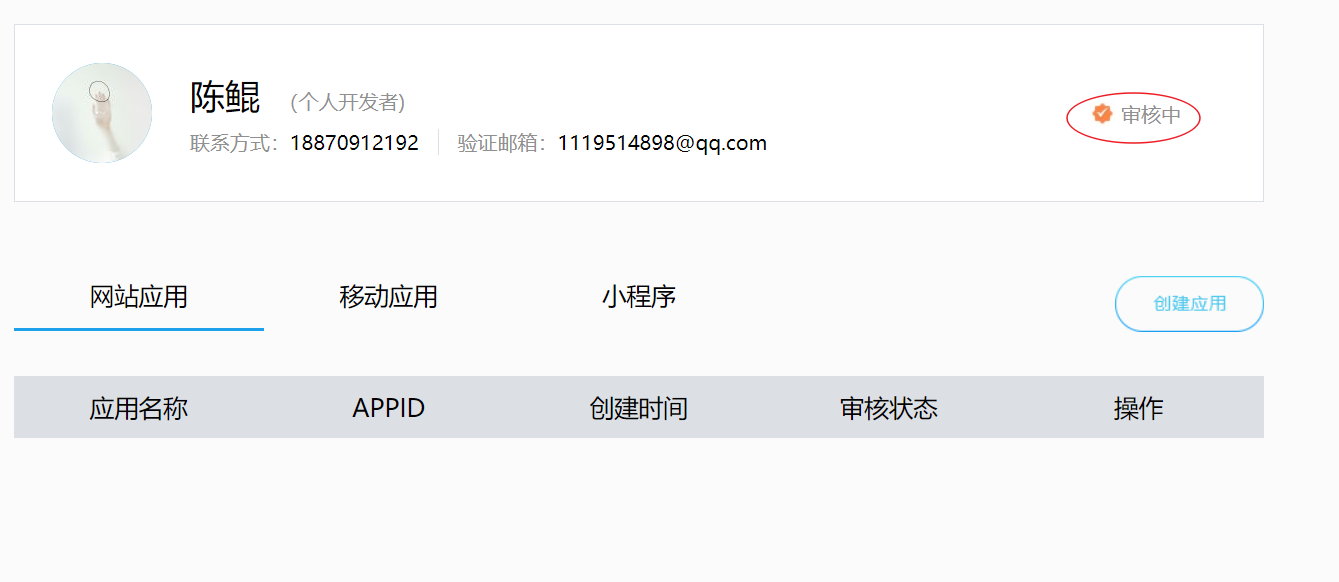 陈鲲 (个人开发者)
审核中
联系方式：18870912192 验证邮箱：1119514898@qq.com
网站应用 移动应用 小程序 创建应用
应用名称 APPID 创建时间 审核状态 操作